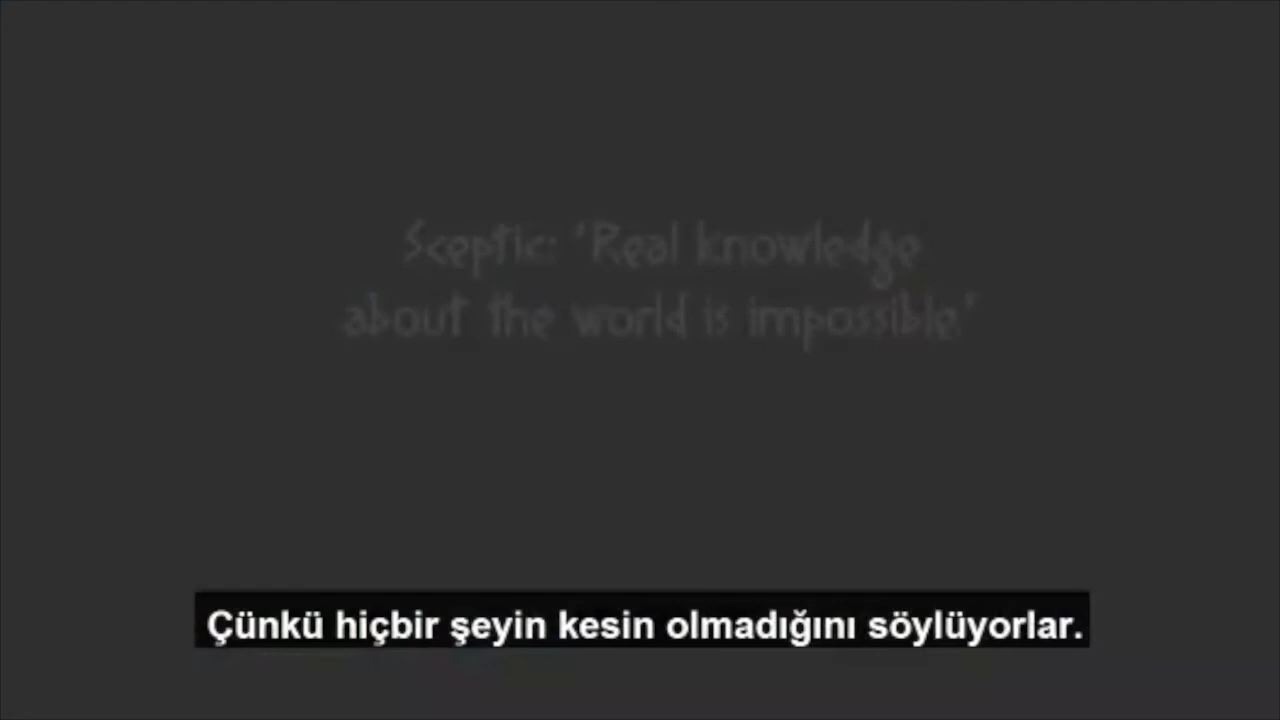 Sceptic: 'Real knowledge
about the world is impossible.'
Çünkü hiçbir şeyin kesin olmadığını söylüyorlar.